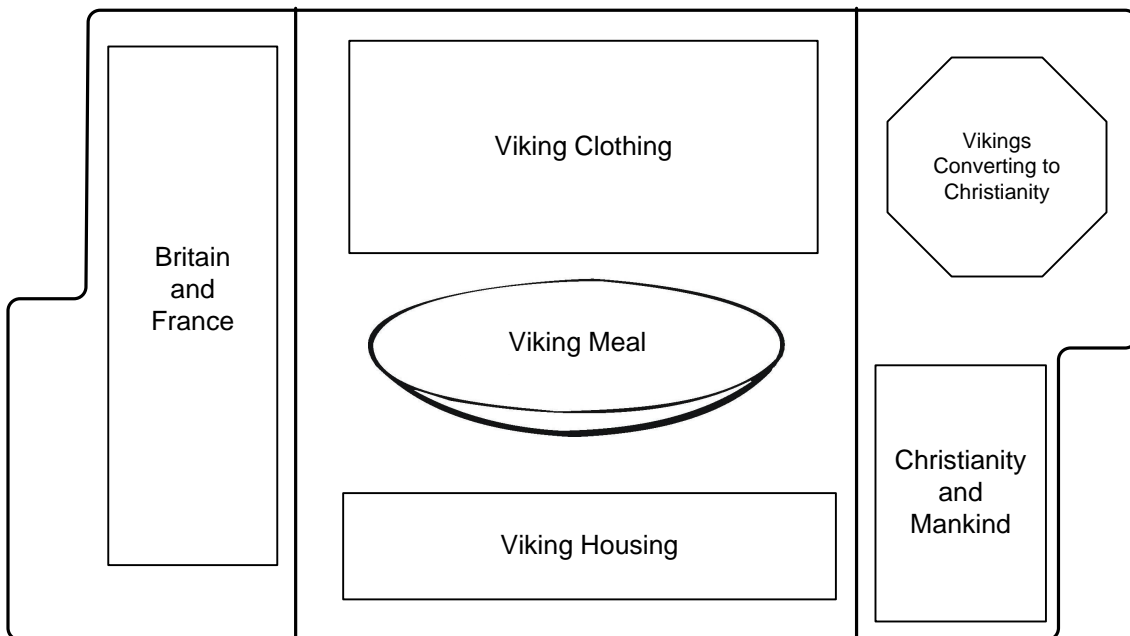 Britain
and
France
Viking Clothing
Viking Meal
Viking Housing
Vikings
Converting to
Christianity
Christianity
and
Mankind